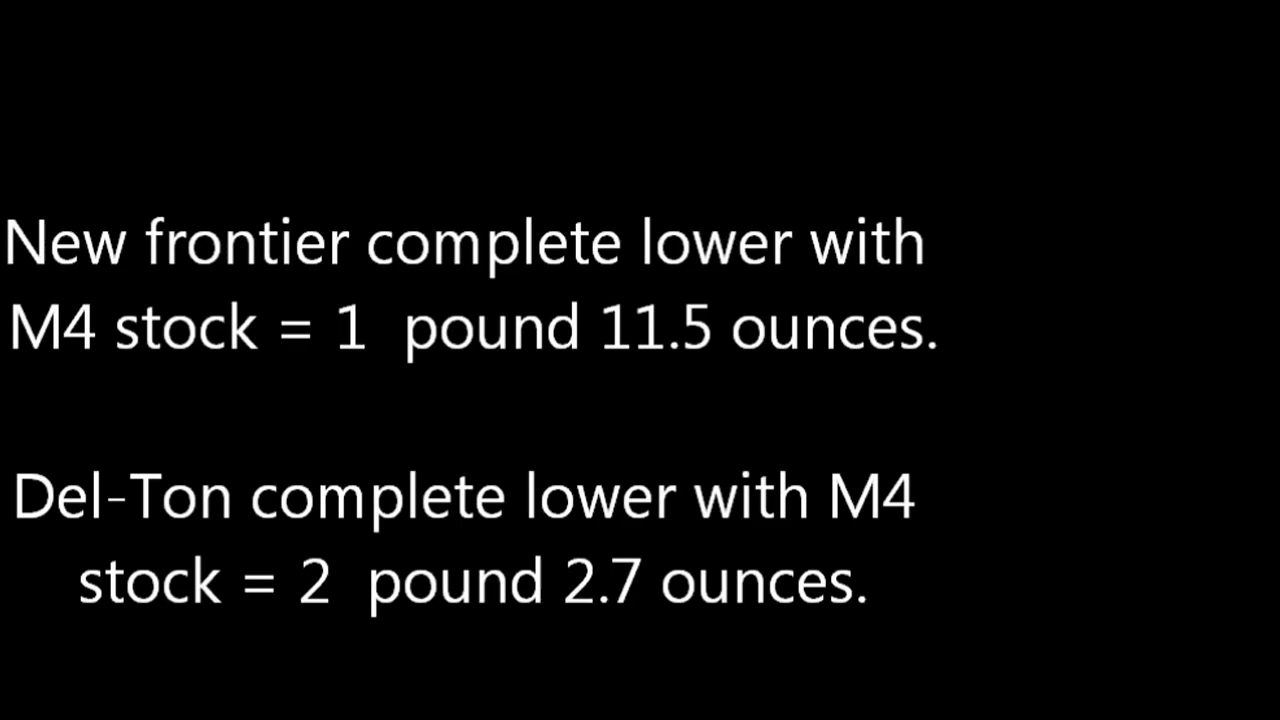 New frontier complete lower with
M4 stock = 1  pound 11.5 ounces.
Del-Ton complete lower with M4
stock = 2  pound 2.7 ounces.